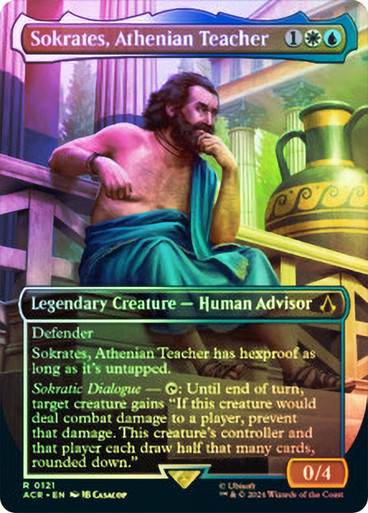 Sokrates, Athenian Teacher 1
Legendary Creature — Human Advisor
Defender
Sokrates, Athenian Teacher has hexproof as
long as it's untapped.
Sokratic Dialogue — : Until end of turn,
target creature gains "If this creature would
deal combat damage to a player, prevent
that damage. This creature's controller and
that player each draw half that many cards,
rounded down."
0/4
R 0121
ACR • EN IB Casacop
© Ubisoft
™ & © 2024 Wizards of the Coast